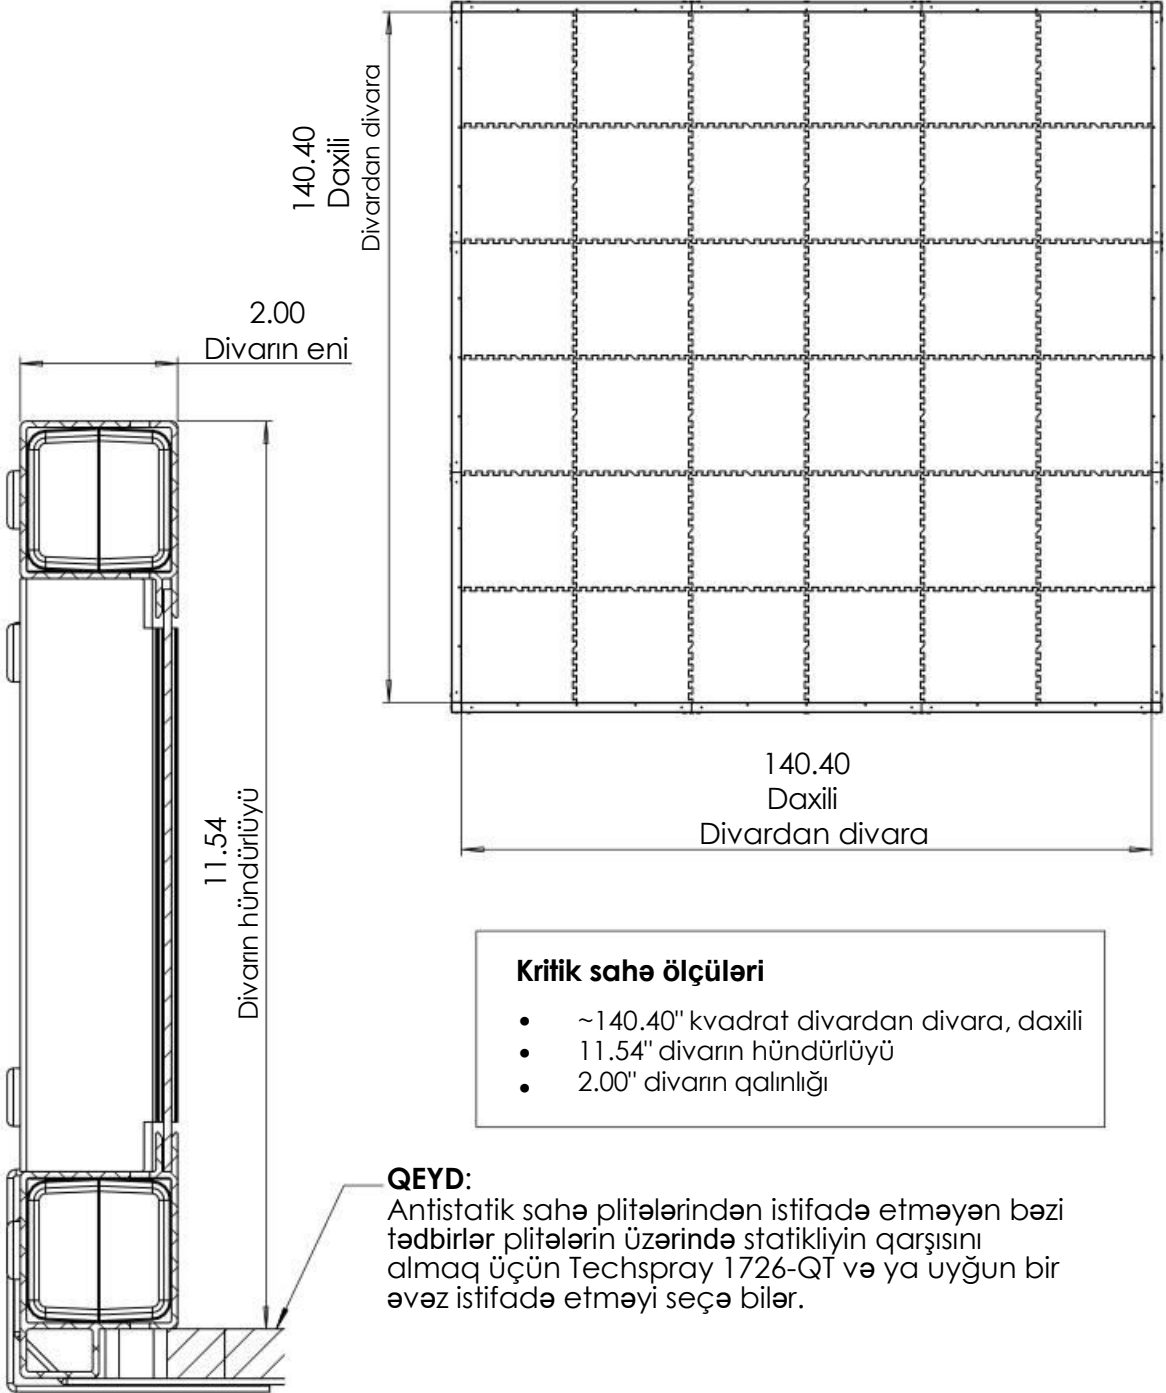 140.40
Daxili
Divardan divara
2.00
Divarın eni
11.54
Divarın hündürlüyü
140.40
Daxili
Divardan divara
Kritik sahə ölçüləri
• ~140.40" kvadrat divardan divara, daxili
• 11.54" divarın hündürlüyü
• 2.00" divarın qalınlığı
QEYD:
Antistatik sahə plitələrindən istifadə etməyən bəzi
tədbirlər plitələrin üzərində statikliyin qarşısını
almaq üçün Techspray 1726-QT və ya uyğun bir
əvəz istifadə etməyi seçə bilər.